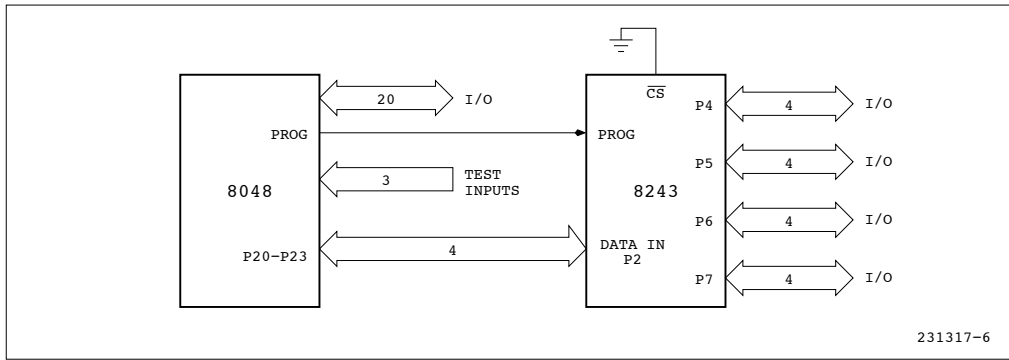 CS
20
I/O
P4
4
I/O
PROG
PROG
P5
4
I/O
3
TEST
INPUTS
8048
8243
P6
4
I/O
P20-P23
4
DATA IN
P2
P7
4
I/O
231317-6